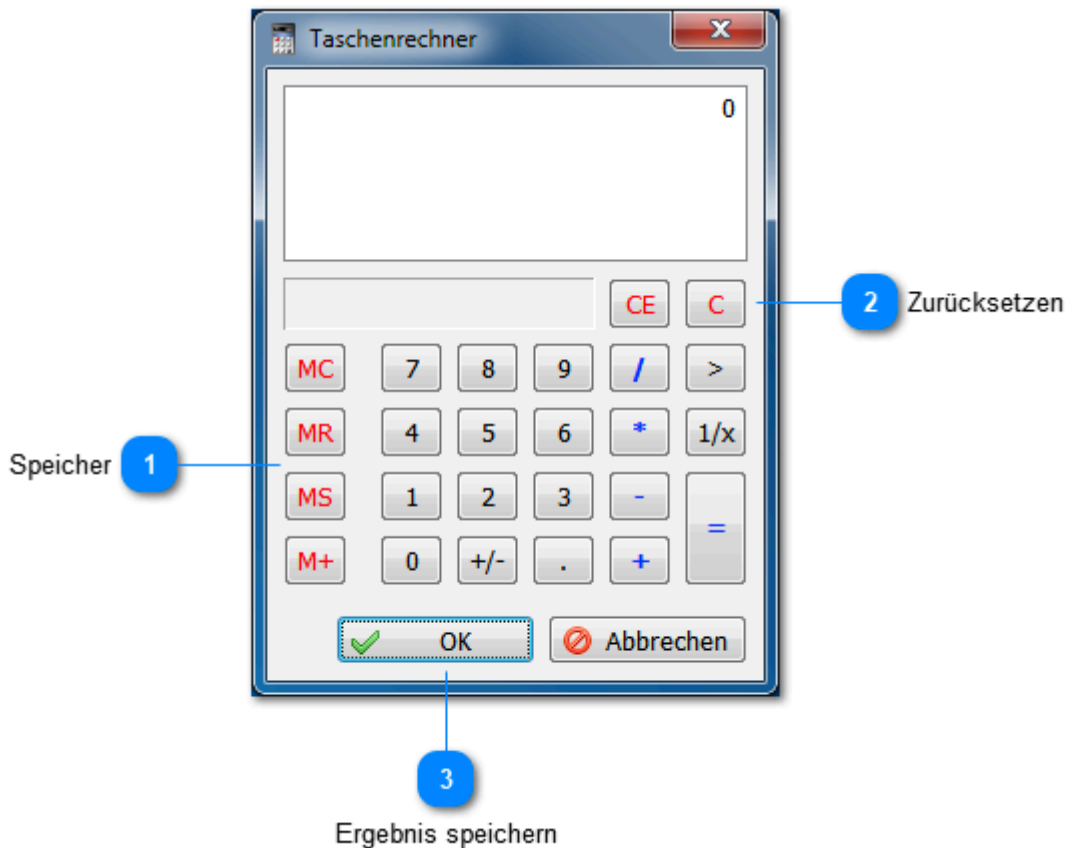 Taschenrechner
x
0
CE C
2 Zurücksetzen
MC 7 8 9 / >
MR 4 5 6 * 1/x
Speicher 1
MS 1 2 3 - =
M+ 0 +/- . +
OK Abbrechen
3
Ergebnis speichern